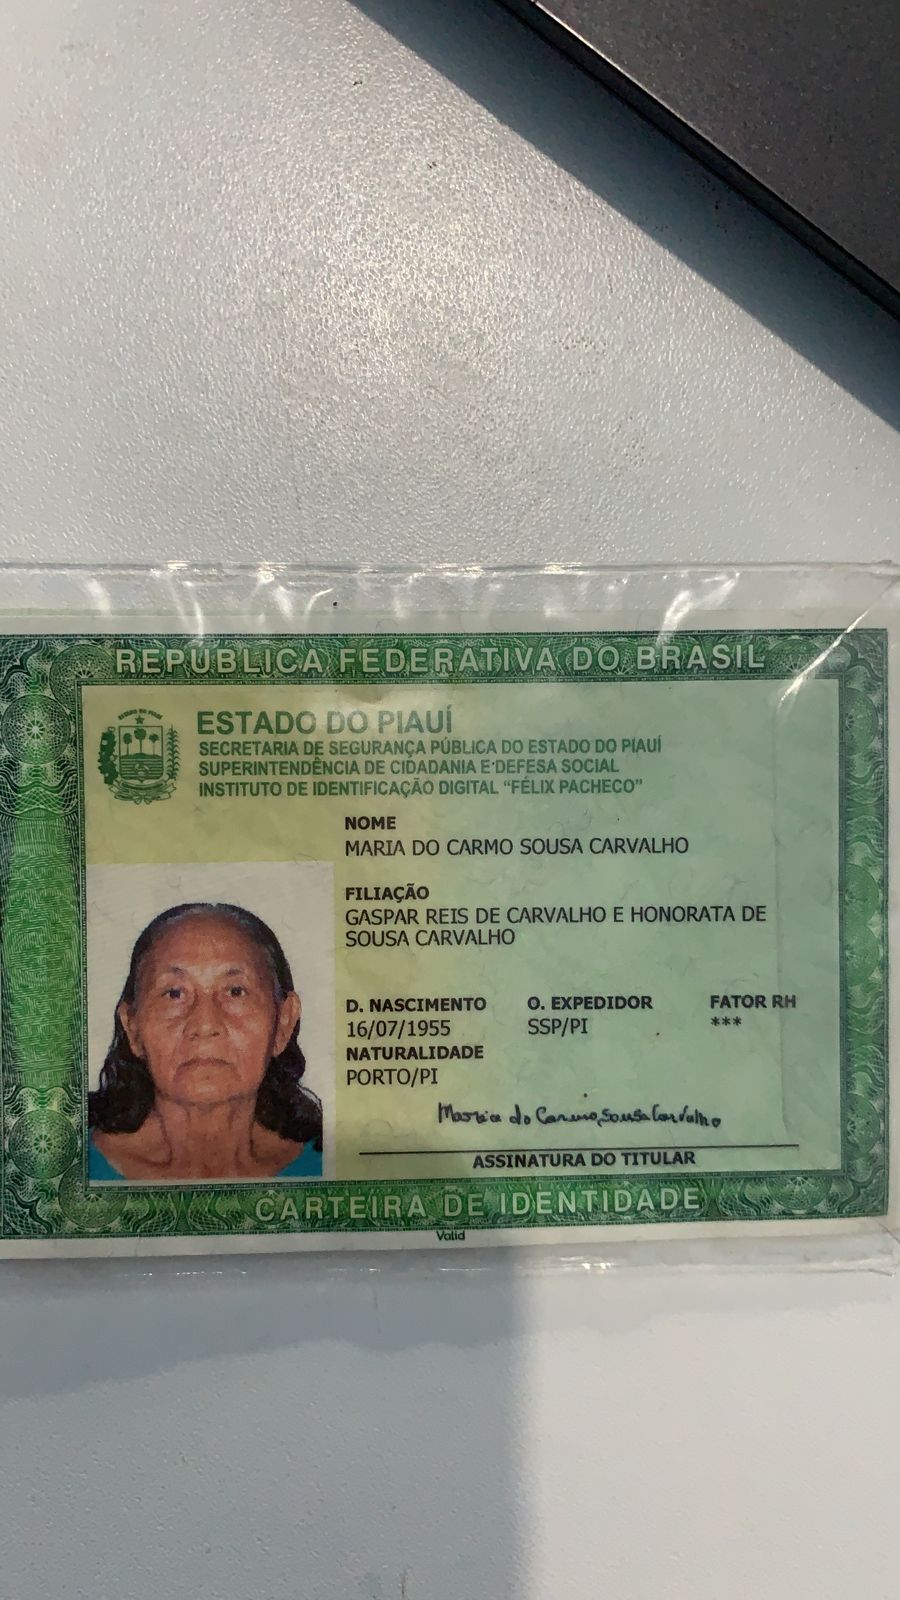 REPÚBLICA FEDERATIVA DO BRASIL
ESTADO DO PIAUÍ
SECRETARIA DE SEGURANÇA PÚBLICA DO ESTADO DO PIAUÍ
SUPERINTENDÊNCIA DE CIDADANIA E DEFESA SOCIAL
INSTITUTO DE IDENTIFICAÇÃO DIGITAL "FÉLIX PACHECO"
NOME
MARIA DO CARMO SOUSA CARVALHO
FILIAÇÃO
GASPAR REIS DE CARVALHO E HONORATA DE
SOUSA CARVALHO
D. NASCIMENTO O. EXPEDIDOR FATOR RH
16/07/1955 SSP/PI ***
NATURALIDADE
PORTO/PI
Maria do Carmo Sousa Carvalho
ASSINATURA DO TITULAR
CARTEIRA DE IDENTIDADE
Valid